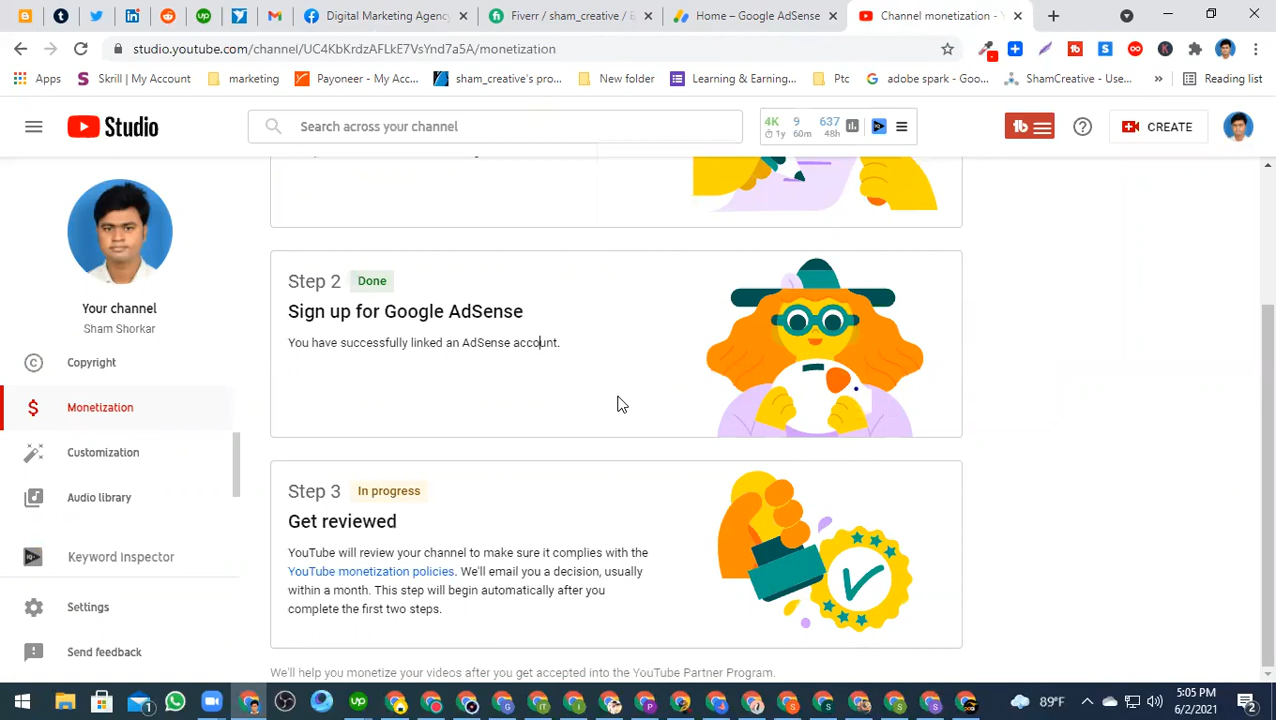 Digital Marketing Agency
Fiverr / sham_creative / E
Home – Google AdSense
Channel monetization - Y
studio.youtube.com/channel/UC4KbKrdzAFLkE7VsYnd7a5A/monetization
Apps
Skrill | My Account
marketing
Payoneer - My Acc...
sham_creative's pro...
New folder
Learning & Earning...
Ptc
adobe spark - Goo...
ShamCreative - Use...
»
Reading list
Studio
Search across your channel
4K 9 637
1y 60m 48h
CREATE
Your channel
Sham Shorkar
Copyright
Monetization
Customization
Audio library
Keyword Inspector
Settings
Send feedback
Step 2 Done
Sign up for Google AdSense
You have successfully linked an AdSense account.
Step 3 In progress
Get reviewed
YouTube will review your channel to make sure it complies with the
YouTube monetization policies. We'll email you a decision, usually
within a month. This step will begin automatically after you
complete the first two steps.
We'll help you monetize your videos after you get accepted into the YouTube Partner Program.
89°F
5:05 PM
6/2/2021